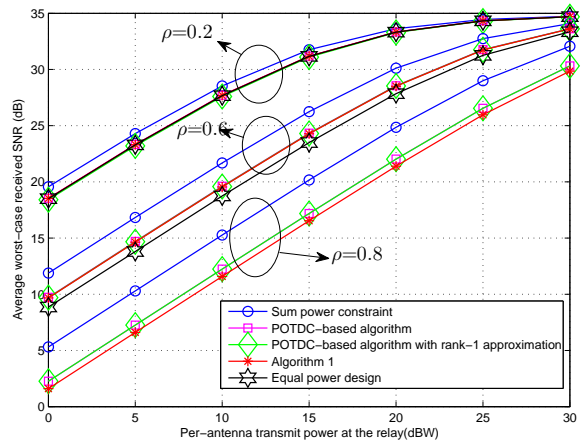 35
30
25
20
15
10
5
0
Average worst-case received SNR (dB)
ρ=0.2
ρ=0.6
ρ=0.8
Sum power constraint
POTDC-based algorithm
POTDC-based algorithm with rank-1 approximation
Algorithm 1
Equal power design
0 5 10 15 20 25 30
Per-antenna transmit power at the relay(dBW)